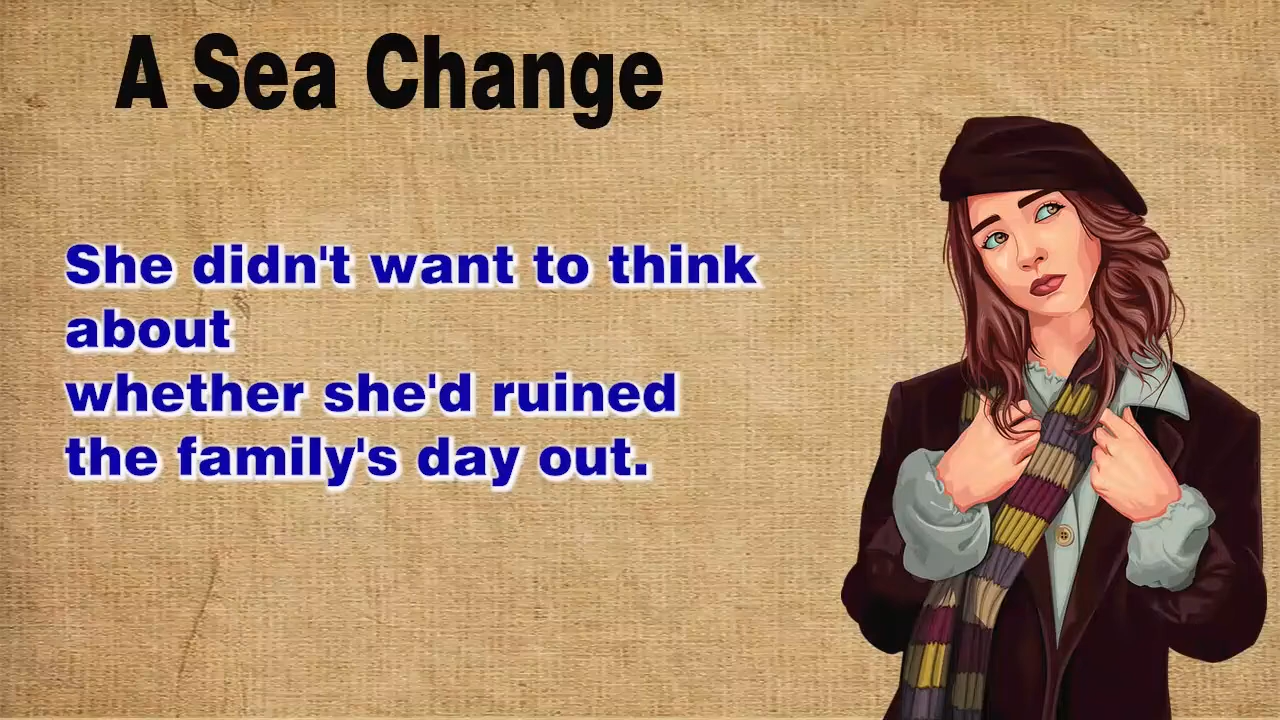 A Sea Change
She didn't want to think
about
whether she'd ruined
the family's day out.